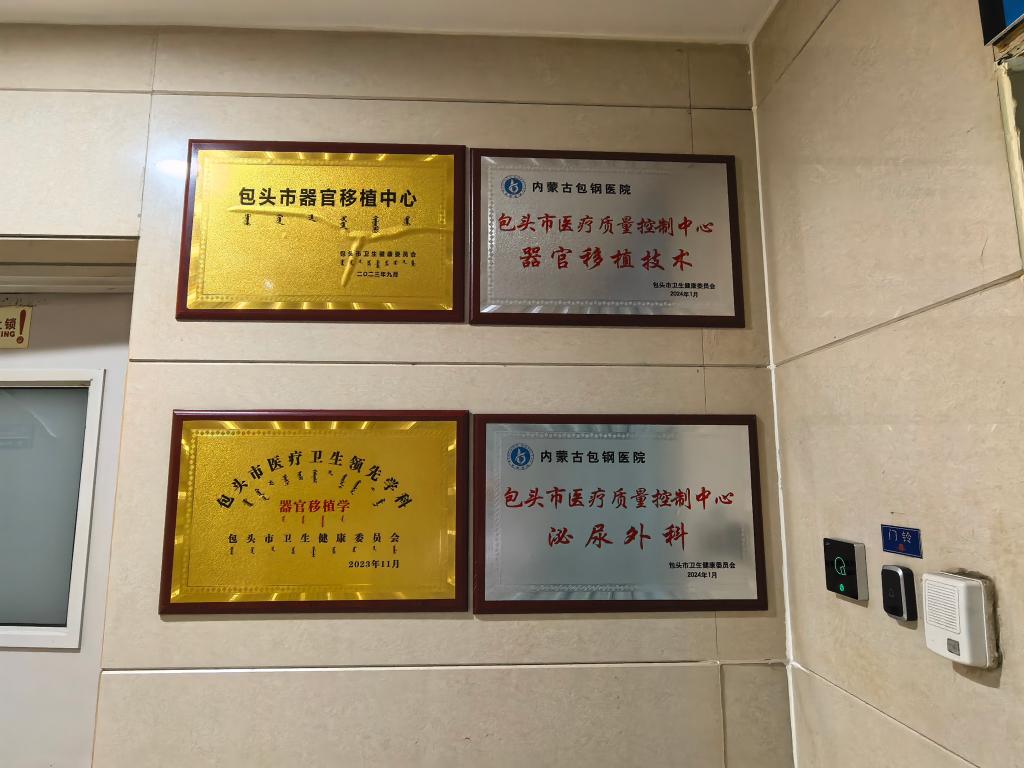 包头市器官移植中心
包头市卫生健康委员会
二〇二三年九月
内蒙古包钢医院
包头市医疗质量控制中心
器官移植技术
包头市卫生健康委员会
2024年1月
包头市医疗卫生领先学科
器官移植学
包头市卫生健康委员会
2023年11月
内蒙古包钢医院
包头市医疗质量控制中心
泌尿外科
包头市卫生健康委员会
2024年1月
锁!
ING
门铃